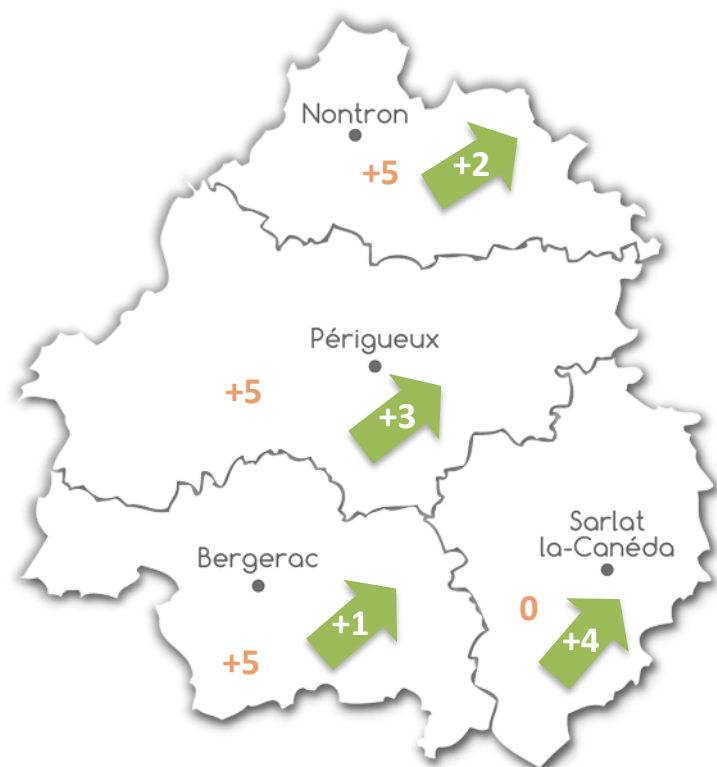 Nontron
+5
+2
Périgueux
+5
+3
Sarlat
la-Canéda
Bergerac
0
+1
+4
+5